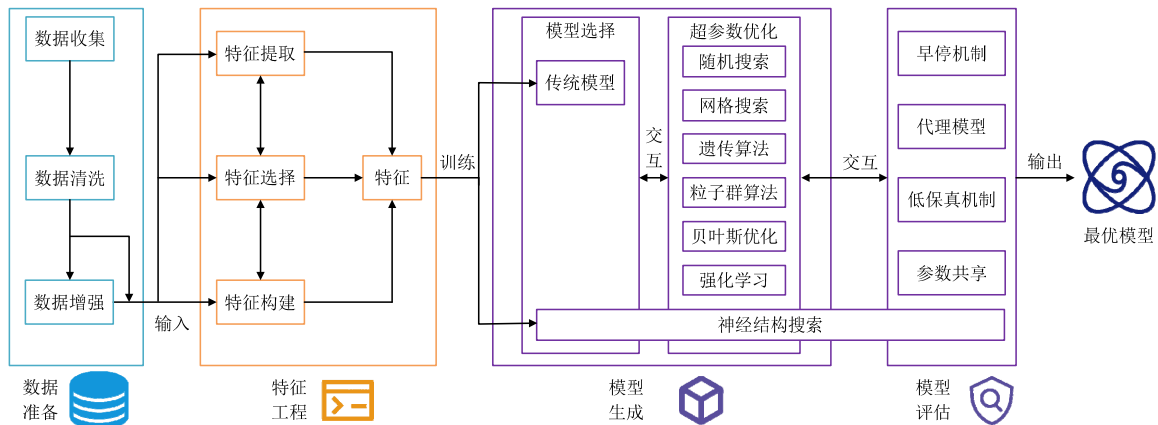 数据收集
数据清洗
数据增强
输入
特征提取
特征选择
特征构建
特征
训练
模型选择
传统模型
交
互
超参数优化
随机搜索
网格搜索
遗传算法
粒子群算法
贝叶斯优化
强化学习
神经结构搜索
交互
早停机制
代理模型
低保真机制
参数共享
输出
最优模型
数据
准备
特征
工程
模型
生成
模型
评估